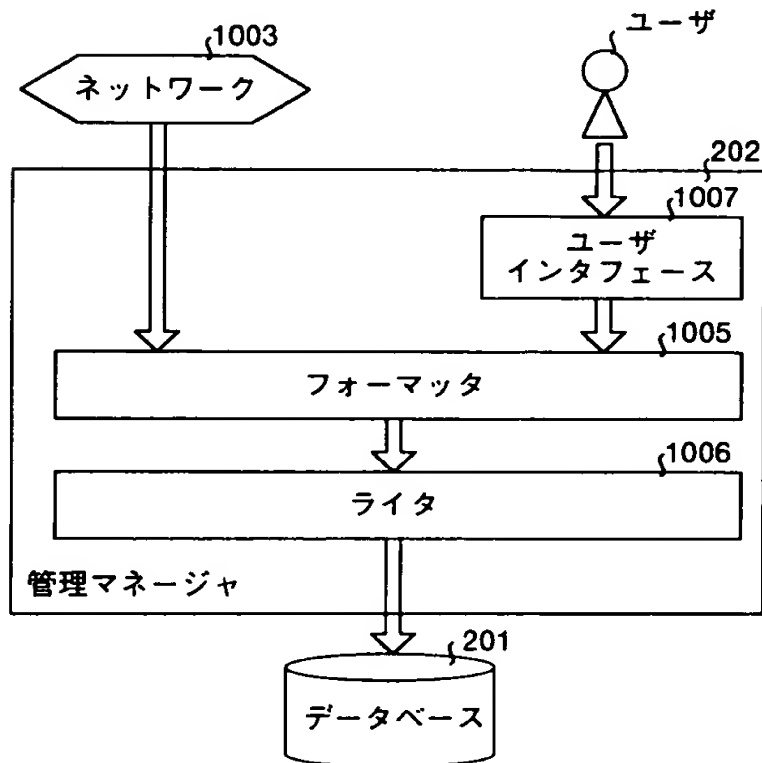 1003
ユーザ
ネットワーク
202
1007
ユーザ
インタフェース
1005
フォーマッタ
1006
ライタ
管理マネージャ
201
データベース